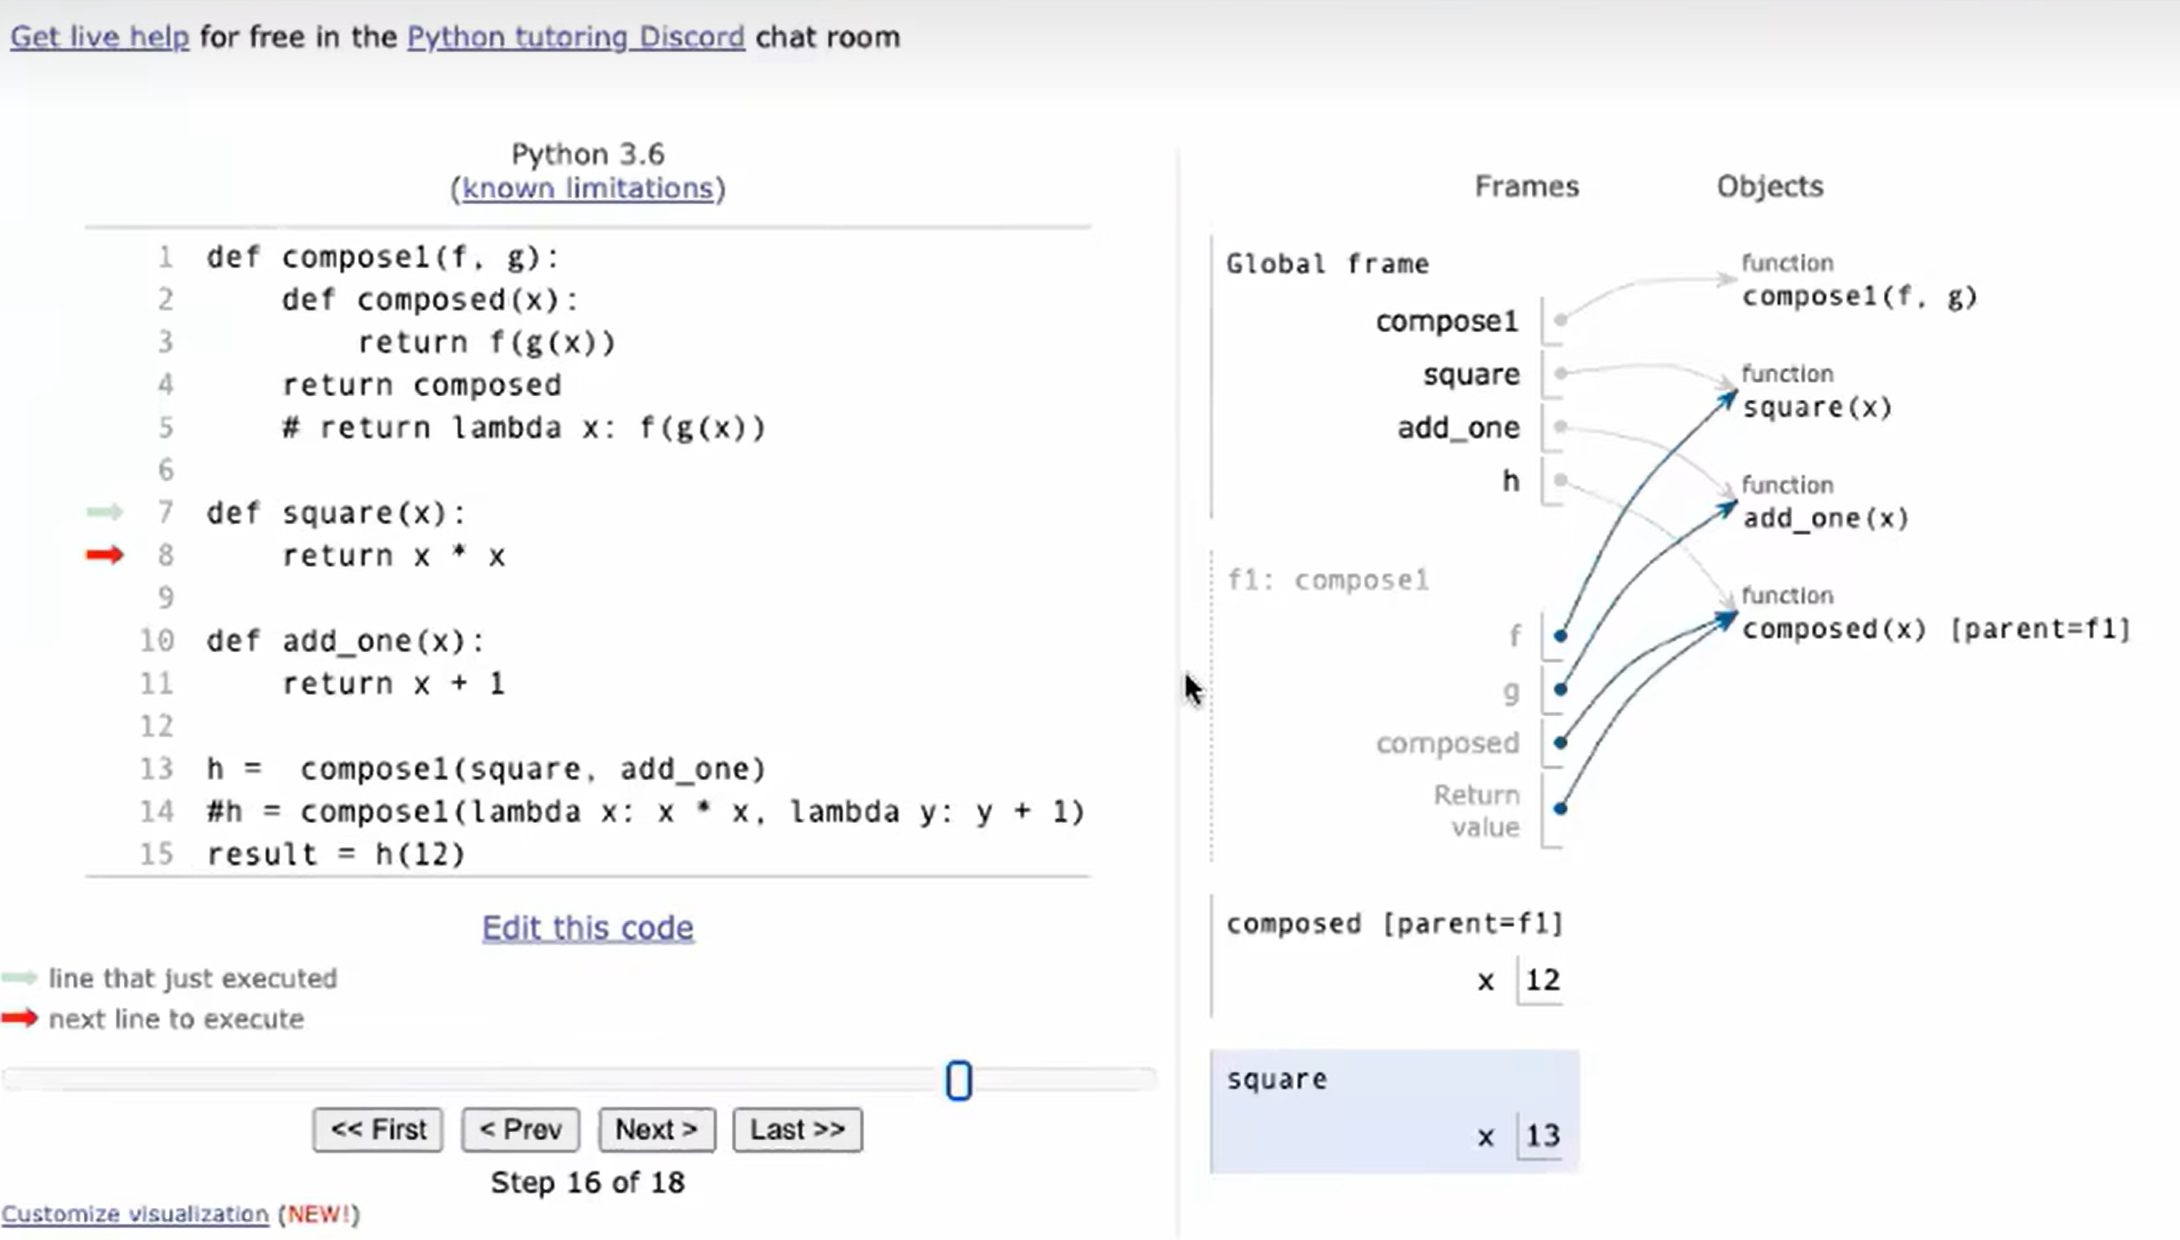 Get live help for free in the Python tutoring Discord chat room
Python 3.6
(known limitations)
1 def compose1(f, g):
2     def composed(x):
3         return f(g(x))
4     return composed
5     # return lambda x: f(g(x))
6
7 def square(x):
8     return x * x
9
10 def add_one(x):
11     return x + 1
12
13 h =  compose1(square, add_one)
14 #h = compose1(lambda x: x * x, lambda y: y + 1)
15 result = h(12)
Edit this code
line that just executed
next line to execute
<< First < Prev Next > Last >>
Step 16 of 18
Customize visualization (NEW!)
Frames Objects
Global frame
compose1
square
add_one
h
function
compose1(f, g)
function
square(x)
function
add_one(x)
function
composed(x) [parent=f1]
f1: compose1
f
g
composed
Return
value
composed [parent=f1]
x 12
square
x 13